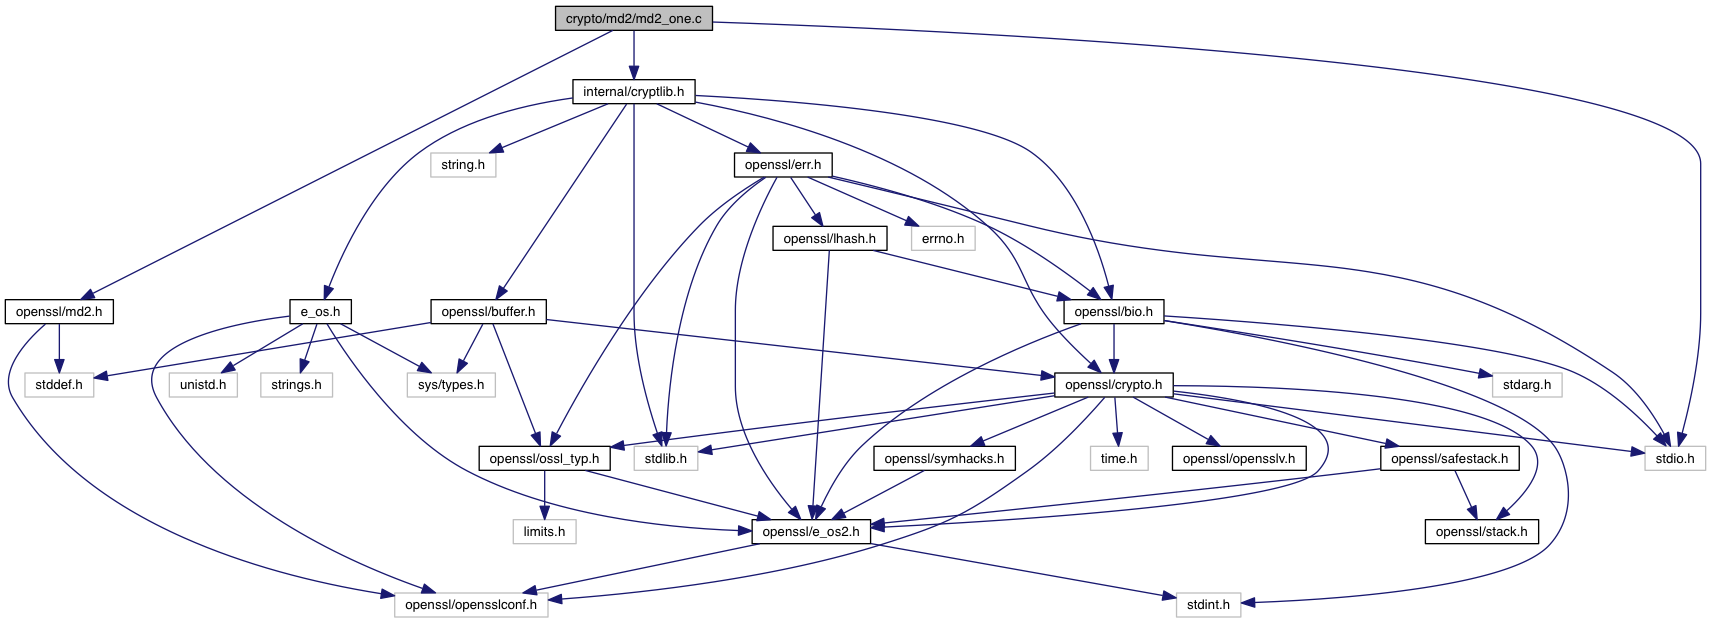 crypto/md2/md2_one.c
internal/cryptlib.h
string.h
openssl/err.h
openssl/lhash.h
errno.h
openssl/md2.h
e_os.h
openssl/buffer.h
openssl/bio.h
stddef.h
unistd.h
strings.h
sys/types.h
openssl/crypto.h
stdarg.h
openssl/ossl_typ.h
stdlib.h
openssl/symhacks.h
time.h
openssl/opensslv.h
openssl/safestack.h
stdio.h
limits.h
openssl/e_os2.h
openssl/stack.h
openssl/opensslconf.h
stdint.h